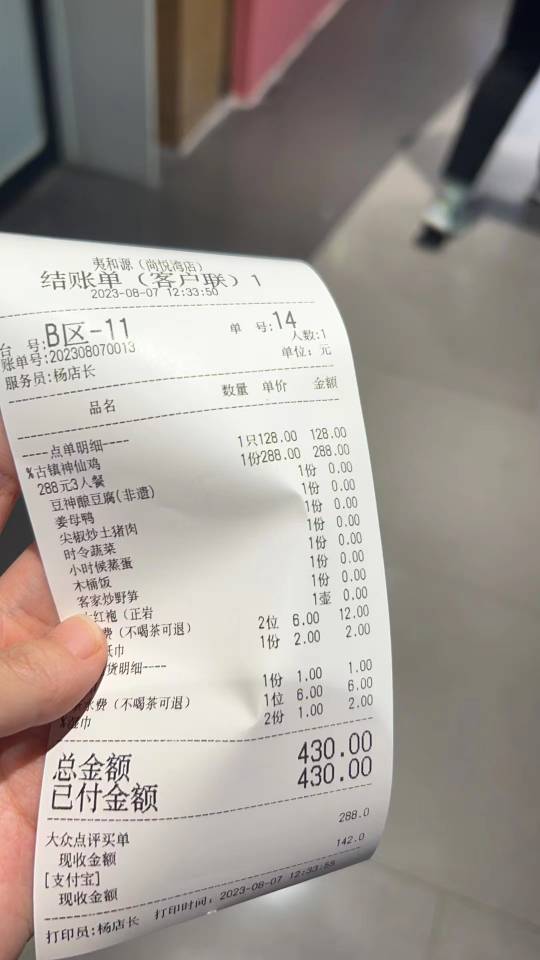 夷和源（尚悦湾店）
结账单（客户联）1
2023-08-07 12:33:50
台 号:B区-11 单 号:14
账单号:202308070013 人数:1
服务员:杨店长 单位: 元
品名 数量 单价 金额
----点单明细----
%古镇神仙鸡 1只128.00 128.00
288元3人餐 1份288.00 288.00
豆神酿豆腐(非遗) 1份 0.00
姜母鸭 1份 0.00
尖椒炒土猪肉 1份 0.00
时令蔬菜 1份 0.00
小时候蒸蛋 1份 0.00
木桶饭 1份 0.00
客家炒野笋 1份 0.00
红袍（正岩 1壶 0.00
费（不喝茶可退） 2位 6.00 12.00
巾 1份 2.00 2.00
货明细----
1份 1.00 1.00
水费（不喝茶可退） 1位 6.00 6.00
巾 2份 1.00 2.00
总金额 430.00
已付金额 430.00
大众点评买单
现收金额 288.0
[支付宝]
现收金额 142.0
打印员:杨店长 打印时间: 2023-08-07 12:33:55